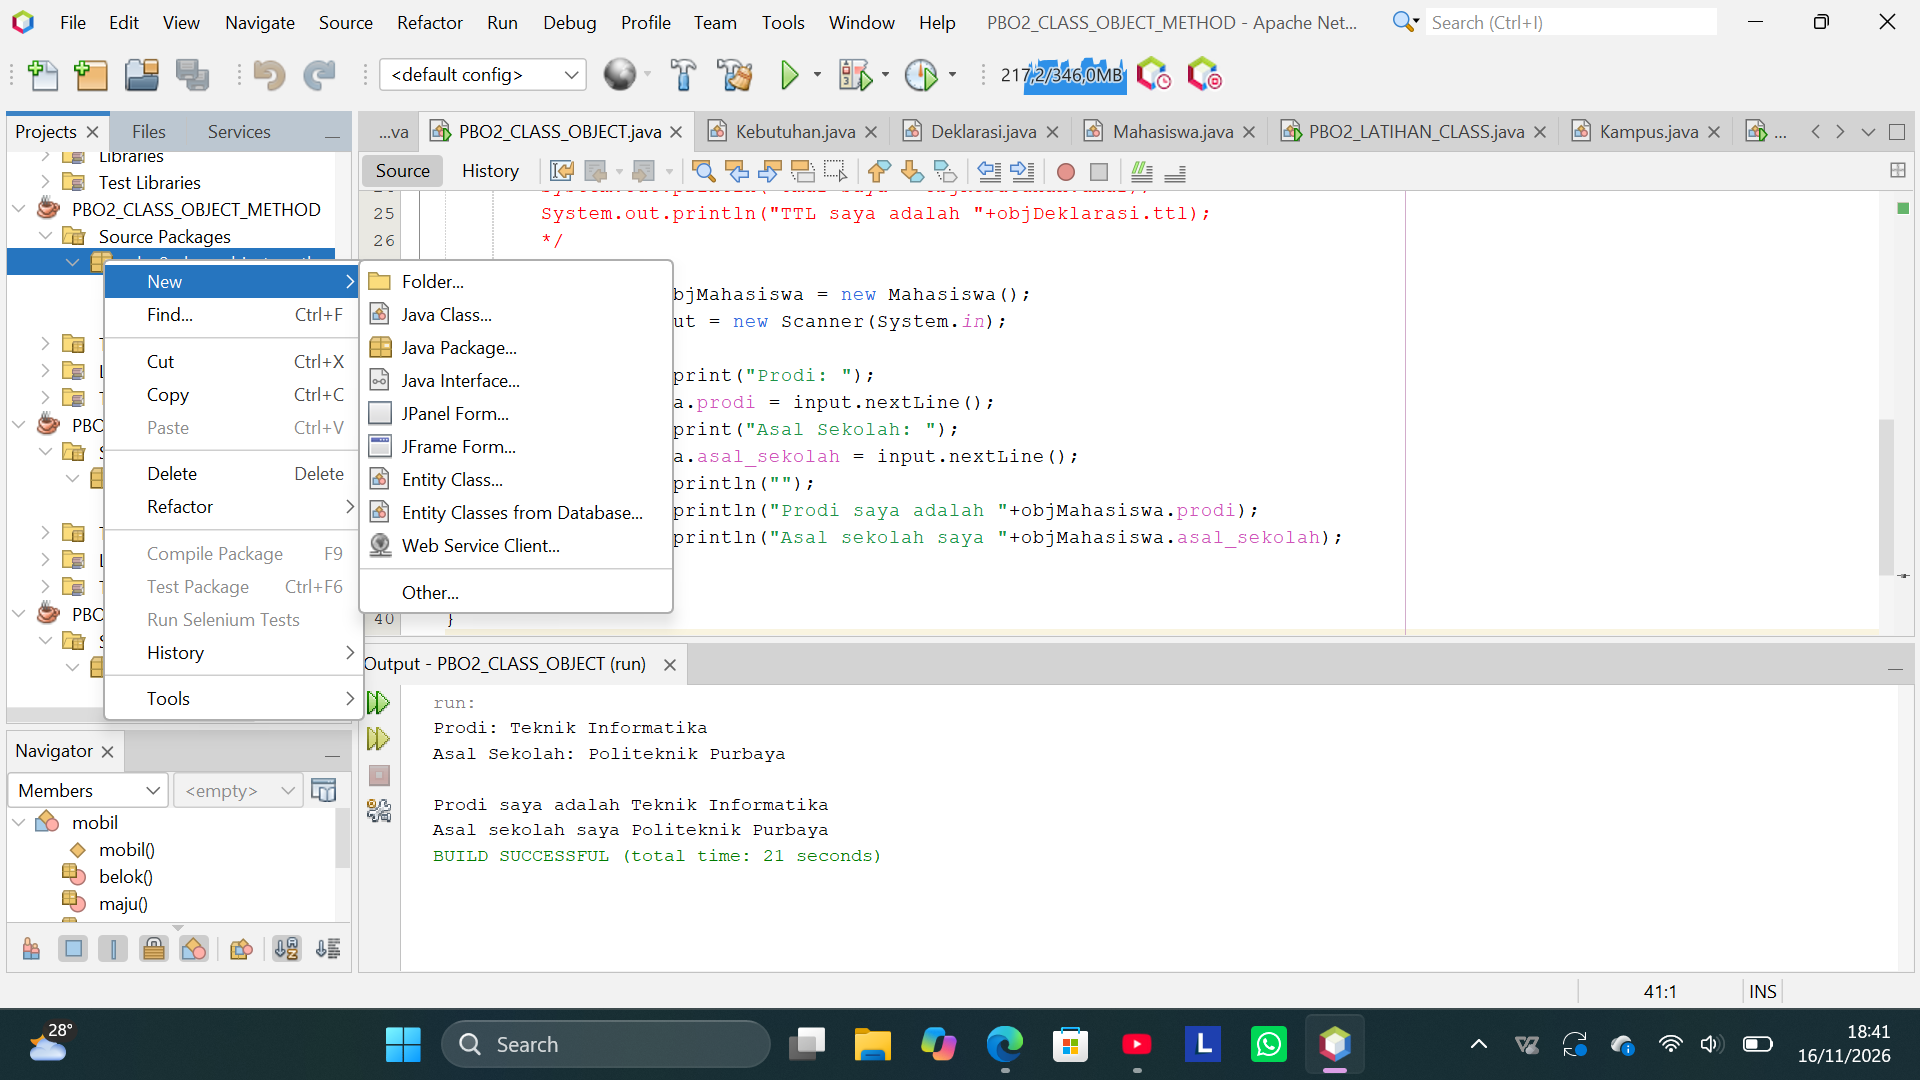 File Edit View Navigate Source Refactor Run Debug Profile Team Tools Window Help PBO2_CLASS_OBJECT_METHOD - Apache Net... Search (Ctrl+I)
<default config> 217,2/346,0MB
Projects Files Services ...va PBO2_CLASS_OBJECT.java Kebutuhan.java Deklarasi.java Mahasiswa.java PBO2_LATIHAN_CLASS.java Kampus.java ...
Libraries
Test Libraries
PBO2_CLASS_OBJECT_METHOD
Source Packages
PBO
PBO
New
Find... Ctrl+F
Cut Ctrl+X
Copy Ctrl+C
Paste Ctrl+V
Delete Delete
Refactor
Compile Package F9
Test Package Ctrl+F6
Run Selenium Tests
History
Tools
Folder...
Java Class...
Java Package...
Java Interface...
JPanel Form...
JFrame Form...
Entity Class...
Entity Classes from Database...
Web Service Client...
Other...
Source History
25 System.out.println("TTL saya adalah "+objDeklarasi.ttl);
26 */
bjMahasiswa = new Mahasiswa();
ut = new Scanner(System.in);
print("Prodi: ");
a.prodi = input.nextLine();
print("Asal Sekolah: ");
a.asal_sekolah = input.nextLine();
println("");
println("Prodi saya adalah "+objMahasiswa.prodi);
println("Asal sekolah saya "+objMahasiswa.asal_sekolah);
40 }
Output - PBO2_CLASS_OBJECT (run)
run:
Prodi: Teknik Informatika
Asal Sekolah: Politeknik Purbaya
Prodi saya adalah Teknik Informatika
Asal sekolah saya Politeknik Purbaya
BUILD SUCCESSFUL (total time: 21 seconds)
Navigator
Members <empty>
mobil
mobil()
belok()
maju()
41:1 INS
28°
Search
L
18:41
16/11/2026